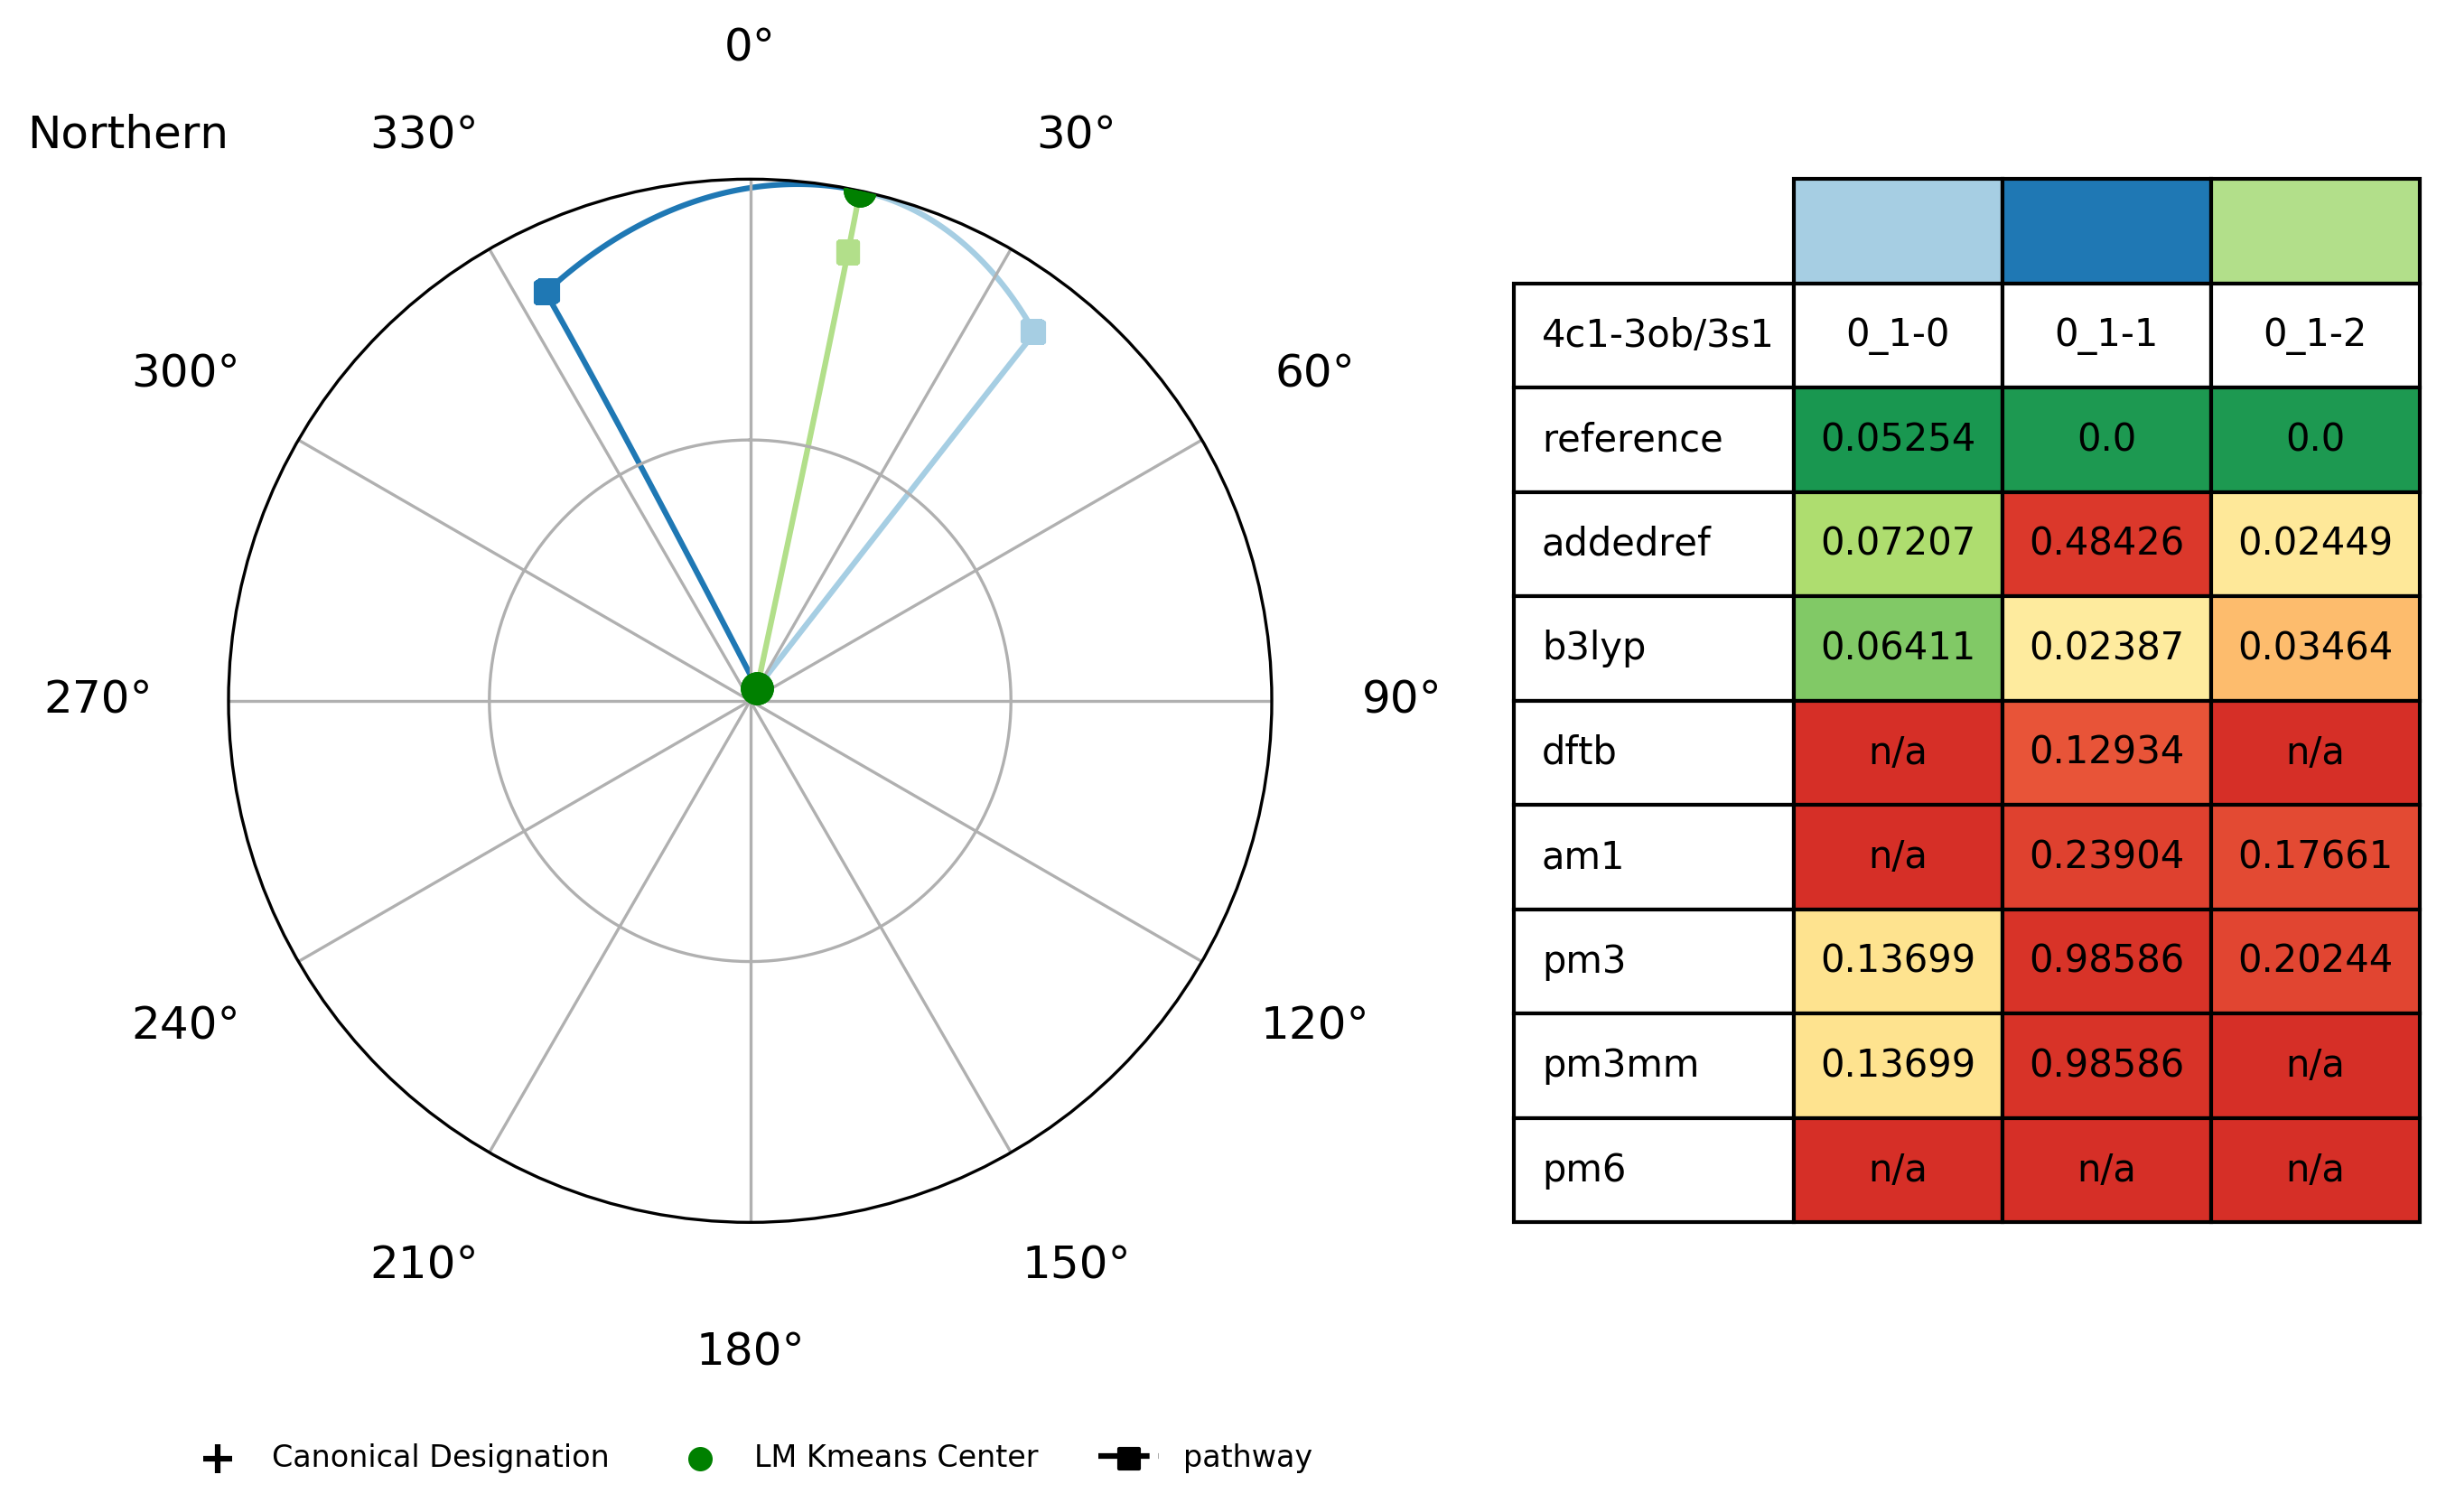 0°
Northern 330° 30°
300° 60°
270° 90°
240° 120°
210° 150°
180°
4c1-3ob/3s1 0_1-0 0_1-1 0_1-2
reference 0.05254 0.0 0.0
addedref 0.07207 0.48426 0.02449
b3lyp 0.06411 0.02387 0.03464
dftb n/a 0.12934 n/a
am1 n/a 0.23904 0.17661
pm3 0.13699 0.98586 0.20244
pm3mm 0.13699 0.98586 n/a
pm6 n/a n/a n/a
Canonical Designation LM Kmeans Center pathway